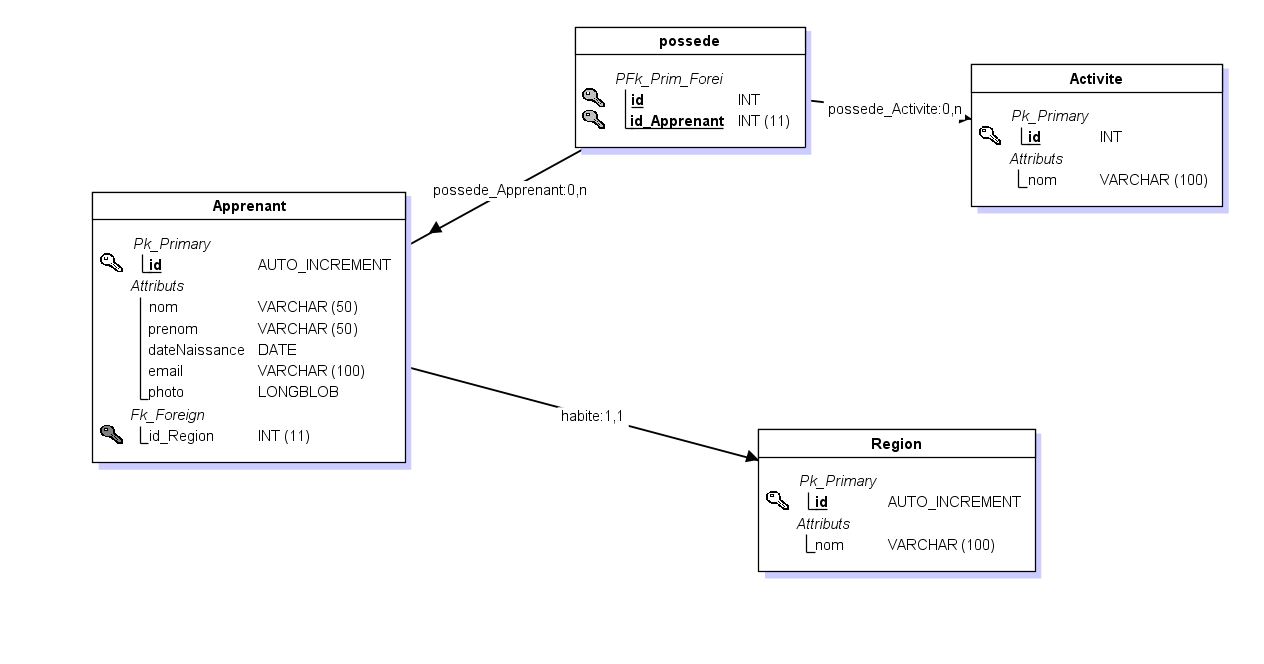 possede
PFk_Prim_Forei
id INT
id_Apprenant INT (11)
Activite
Pk_Primary
id INT
Attributs
nom VARCHAR (100)
possede_Activite:0,n
possede_Apprenant:0,n
Apprenant
Pk_Primary
id AUTO_INCREMENT
Attributs
nom VARCHAR (50)
prenom VARCHAR (50)
dateNaissance DATE
email VARCHAR (100)
photo LONGBLOB
Fk_Foreign
id_Region INT (11)
habite:1,1
Region
Pk_Primary
id AUTO_INCREMENT
Attributs
nom VARCHAR (100)